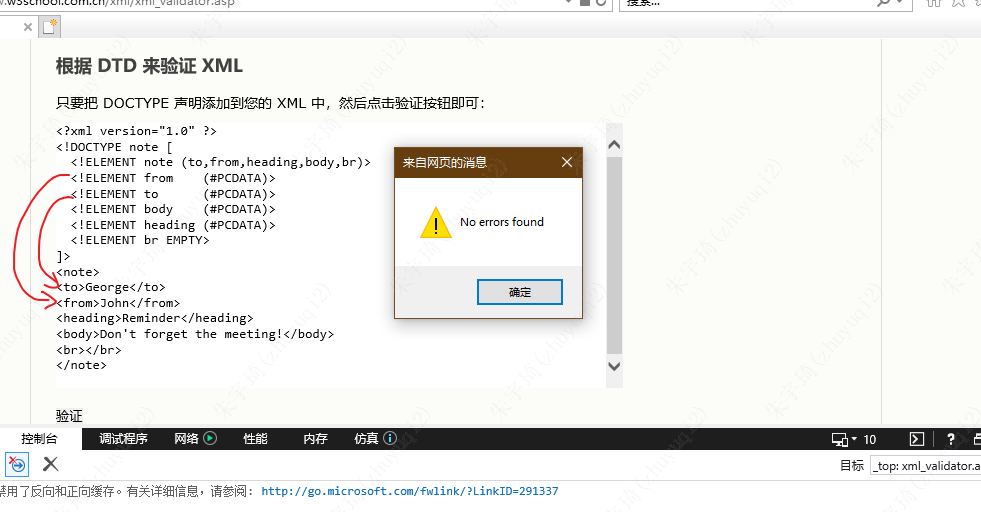 w.w3school.com.cn/xml/xml_validator.asp
搜索...
根据 DTD 来验证 XML
只要把 DOCTYPE 声明添加到您的 XML 中，然后点击验证按钮即可：
<?xml version="1.0" ?>
<!DOCTYPE note [
<!ELEMENT note (to,from,heading,body,br)>
<!ELEMENT from (#PCDATA)>
<!ELEMENT to (#PCDATA)>
<!ELEMENT body (#PCDATA)>
<!ELEMENT heading (#PCDATA)>
<!ELEMENT br EMPTY>
]>
<note>
<to>George</to>
<from>John</from>
<heading>Reminder</heading>
<body>Don't forget the meeting!</body>
<br></br>
</note>
来自网页的消息
No errors found
确定
验证
控制台 调试程序 网络 性能 内存 仿真 10 ?
目标 _top: xml_validator.a
禁用了反向和正向缓存。有关详细信息，请参阅: http://go.microsoft.com/fwlink/?LinkID=291337
朱宇琦(zhuyuqi2)